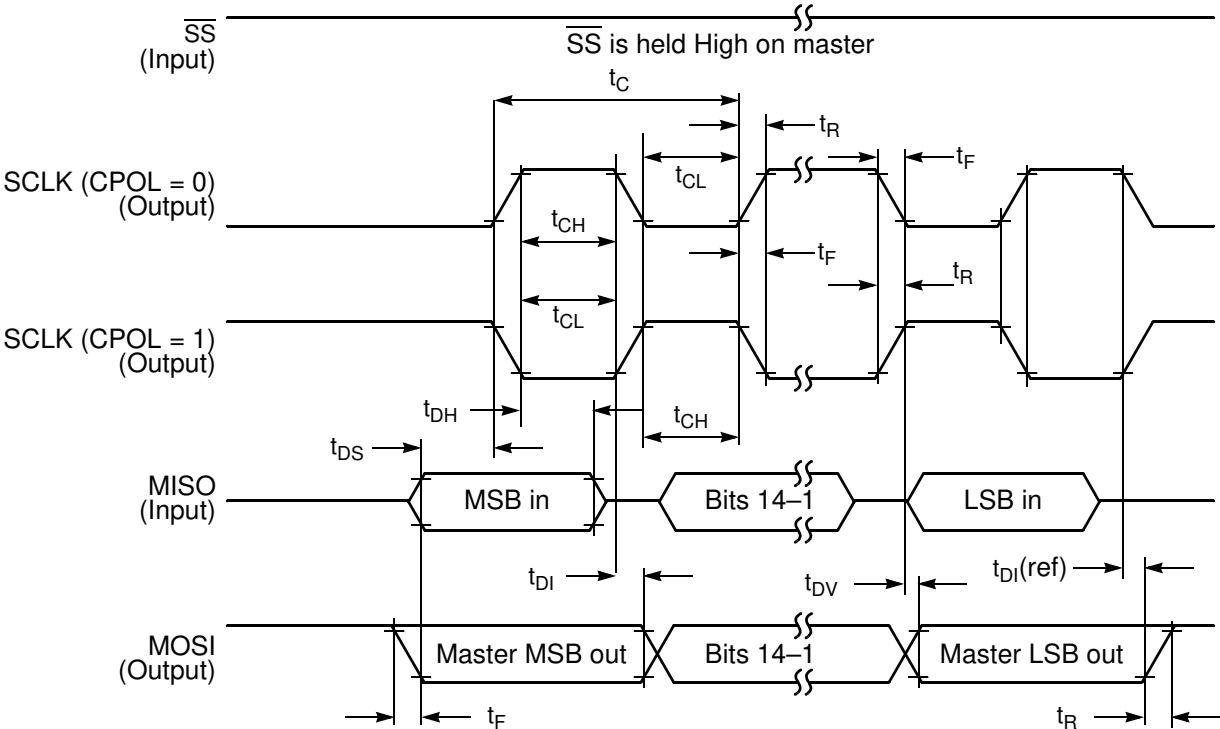 SS
(Input)
SS is held High on master
tC
tR
tF
SCLK (CPOL = 0)
(Output)
tCL
tCH
tF
tR
tCL
SCLK (CPOL = 1)
(Output)
tDH
tCH
tDS
MISO
(Input)
MSB in
Bits 14–1
LSB in
tDI
tDV
tDI(ref)
MOSI
(Output)
Master MSB out
Bits 14–1
Master LSB out
tF
tR